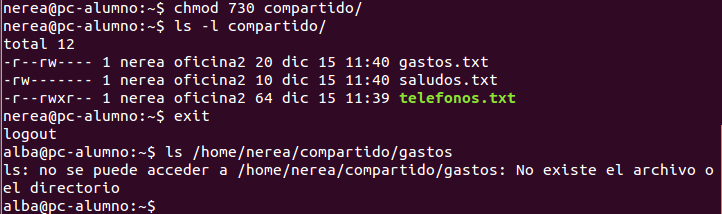 nerea@pc-alumno:~$ chmod 730 compartido/
nerea@pc-alumno:~$ ls -l compartido/
total 12
-r--rw---- 1 nerea oficina2 20 dic 15 11:40 gastos.txt
-rw------- 1 nerea oficina2 10 dic 15 11:40 saludos.txt
-r--rwxr-- 1 nerea oficina2 64 dic 15 11:39 telefonos.txt
nerea@pc-alumno:~$ exit
logout
alba@pc-alumno:~$ ls /home/nerea/compartido/gastos
ls: no se puede acceder a /home/nerea/compartido/gastos: No existe el archivo o
el directorio
alba@pc-alumno:~$